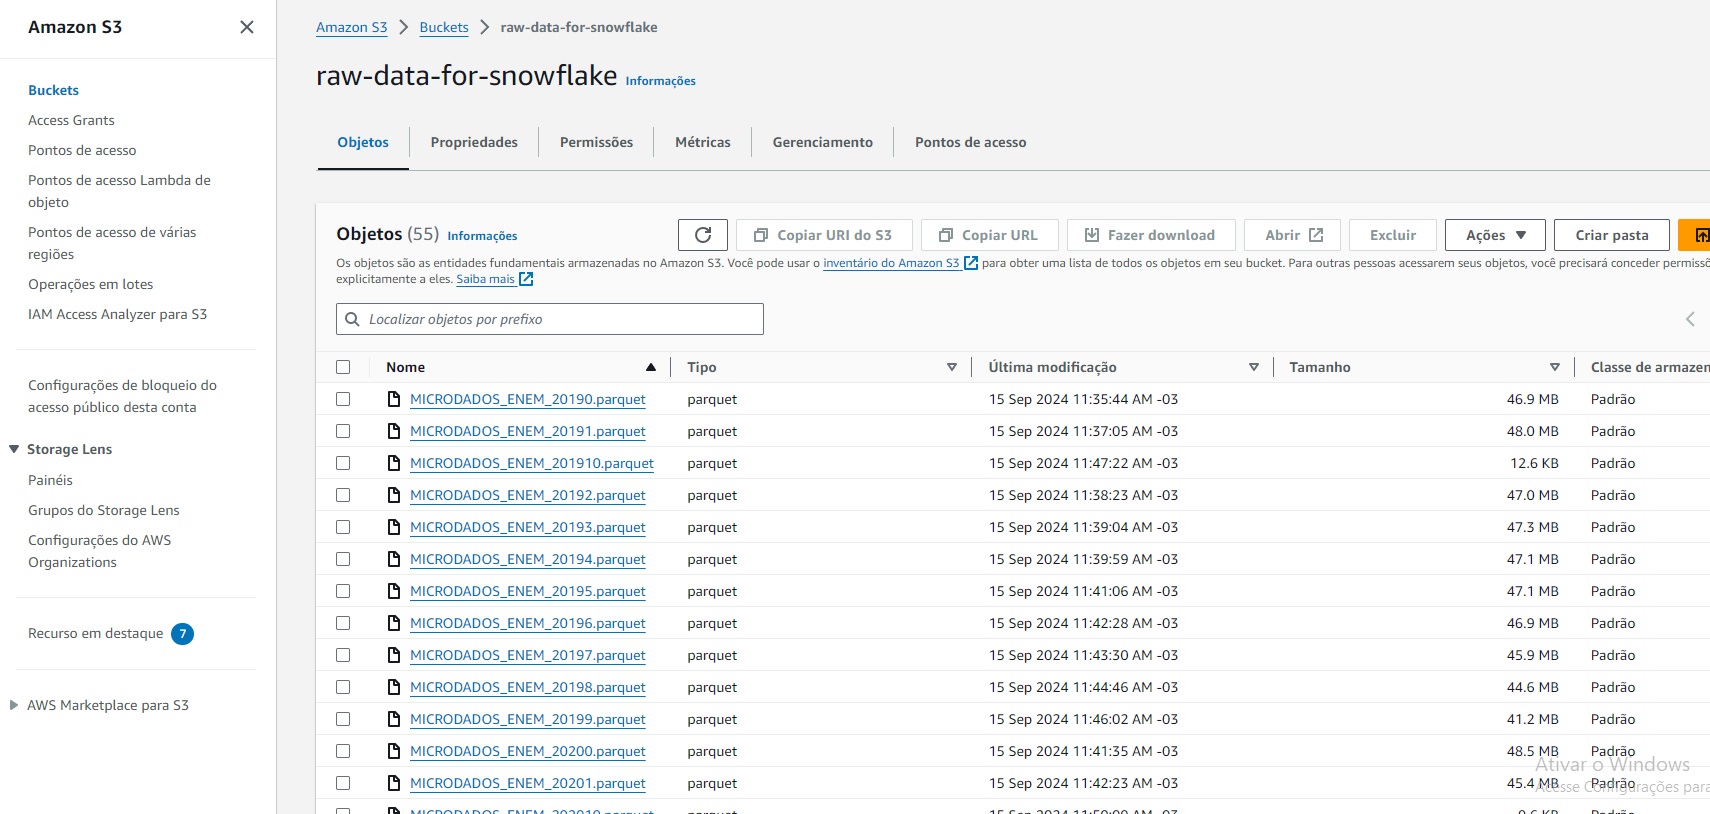 Amazon S3
Buckets
Access Grants
Pontos de acesso
Pontos de acesso Lambda de
objeto
Pontos de acesso de várias
regiões
Operações em lotes
IAM Access Analyzer para S3
Configurações de bloqueio do
acesso público desta conta
Storage Lens
Painéis
Grupos do Storage Lens
Configurações do AWS
Organizations
Recurso em destaque 7
AWS Marketplace para S3
Amazon S3 Buckets raw-data-for-snowflake
raw-data-for-snowflake Informações
Objetos Propriedades Permissões Métricas Gerenciamento Pontos de acesso
Objetos (55) Informações Copiar URI do S3 Copiar URL Fazer download Abrir Excluir Ações Criar pasta
Os objetos são as entidades fundamentais armazenadas no Amazon S3. Você pode usar o inventário do Amazon S3 para obter uma lista de todos os objetos em seu bucket. Para outras pessoas acessarem seus objetos, você precisará conceder permissõ
explicitamente a eles. Saiba mais
Localizar objetos por prefixo
Nome Tipo Última modificação Tamanho Classe de armazen
MICRODADOS_ENEM_20190.parquet parquet 15 Sep 2024 11:35:44 AM -03 46.9 MB Padrão
MICRODADOS_ENEM_20191.parquet parquet 15 Sep 2024 11:37:05 AM -03 48.0 MB Padrão
MICRODADOS_ENEM_201910.parquet parquet 15 Sep 2024 11:47:22 AM -03 12.6 KB Padrão
MICRODADOS_ENEM_20192.parquet parquet 15 Sep 2024 11:38:23 AM -03 47.0 MB Padrão
MICRODADOS_ENEM_20193.parquet parquet 15 Sep 2024 11:39:04 AM -03 47.3 MB Padrão
MICRODADOS_ENEM_20194.parquet parquet 15 Sep 2024 11:39:59 AM -03 47.1 MB Padrão
MICRODADOS_ENEM_20195.parquet parquet 15 Sep 2024 11:41:06 AM -03 47.1 MB Padrão
MICRODADOS_ENEM_20196.parquet parquet 15 Sep 2024 11:42:28 AM -03 46.9 MB Padrão
MICRODADOS_ENEM_20197.parquet parquet 15 Sep 2024 11:43:30 AM -03 45.9 MB Padrão
MICRODADOS_ENEM_20198.parquet parquet 15 Sep 2024 11:44:46 AM -03 44.6 MB Padrão
MICRODADOS_ENEM_20199.parquet parquet 15 Sep 2024 11:46:02 AM -03 41.2 MB Padrão
MICRODADOS_ENEM_20200.parquet parquet 15 Sep 2024 11:41:35 AM -03 48.5 MB Padrão
Ativar o Windows
MICRODADOS_ENEM_20201.parquet parquet 15 Sep 2024 11:42:23 AM -03 45.4 MB Padrão
Acesse Configurações para